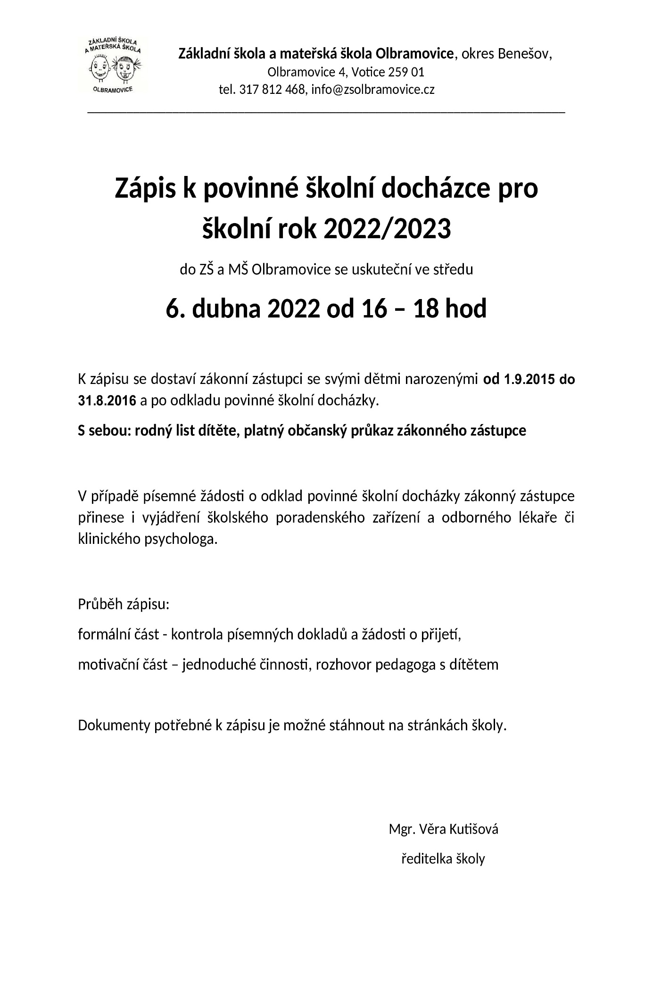 ZÁKLADNÍ ŠKOLA
A MATEŘSKÁ ŠKOLA
OLBRAMOVICE
Základní škola a mateřská škola Olbramovice, okres Benešov,
Olbramovice 4, Votice 259 01
tel. 317 812 468, info@zsolbramovice.cz
Zápis k povinné školní docházce pro
školní rok 2022/2023
do ZŠ a MŠ Olbramovice se uskuteční ve středu
6. dubna 2022 od 16 – 18 hod
K zápisu se dostaví zákonní zástupci se svými dětmi narozenými od 1.9.2015 do
31.8.2016 a po odkladu povinné školní docházky.
S sebou: rodný list dítěte, platný občanský průkaz zákonného zástupce
V případě písemné žádosti o odklad povinné školní docházky zákonný zástupce
přinese i vyjádření školského poradenského zařízení a odborného lékaře či
klinického psychologa.
Průběh zápisu:
formální část - kontrola písemných dokladů a žádosti o přijetí,
motivační část – jednoduché činnosti, rozhovor pedagoga s dítětem
Dokumenty potřebné k zápisu je možné stáhnout na stránkách školy.
Mgr. Věra Kutišová
ředitelka školy